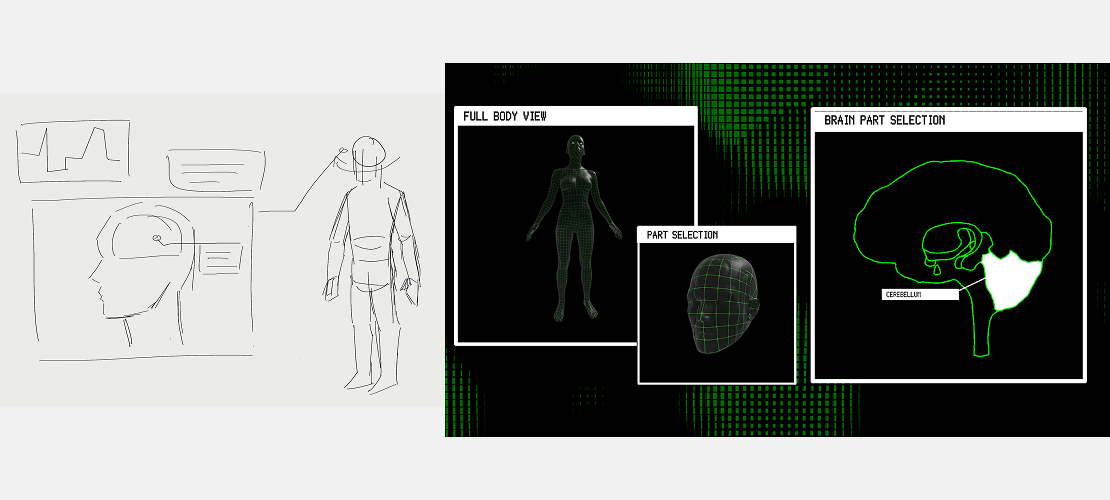 FULL BODY VIEW
PART SELECTION
BRAIN PART SELECTION
CEREBELLUM